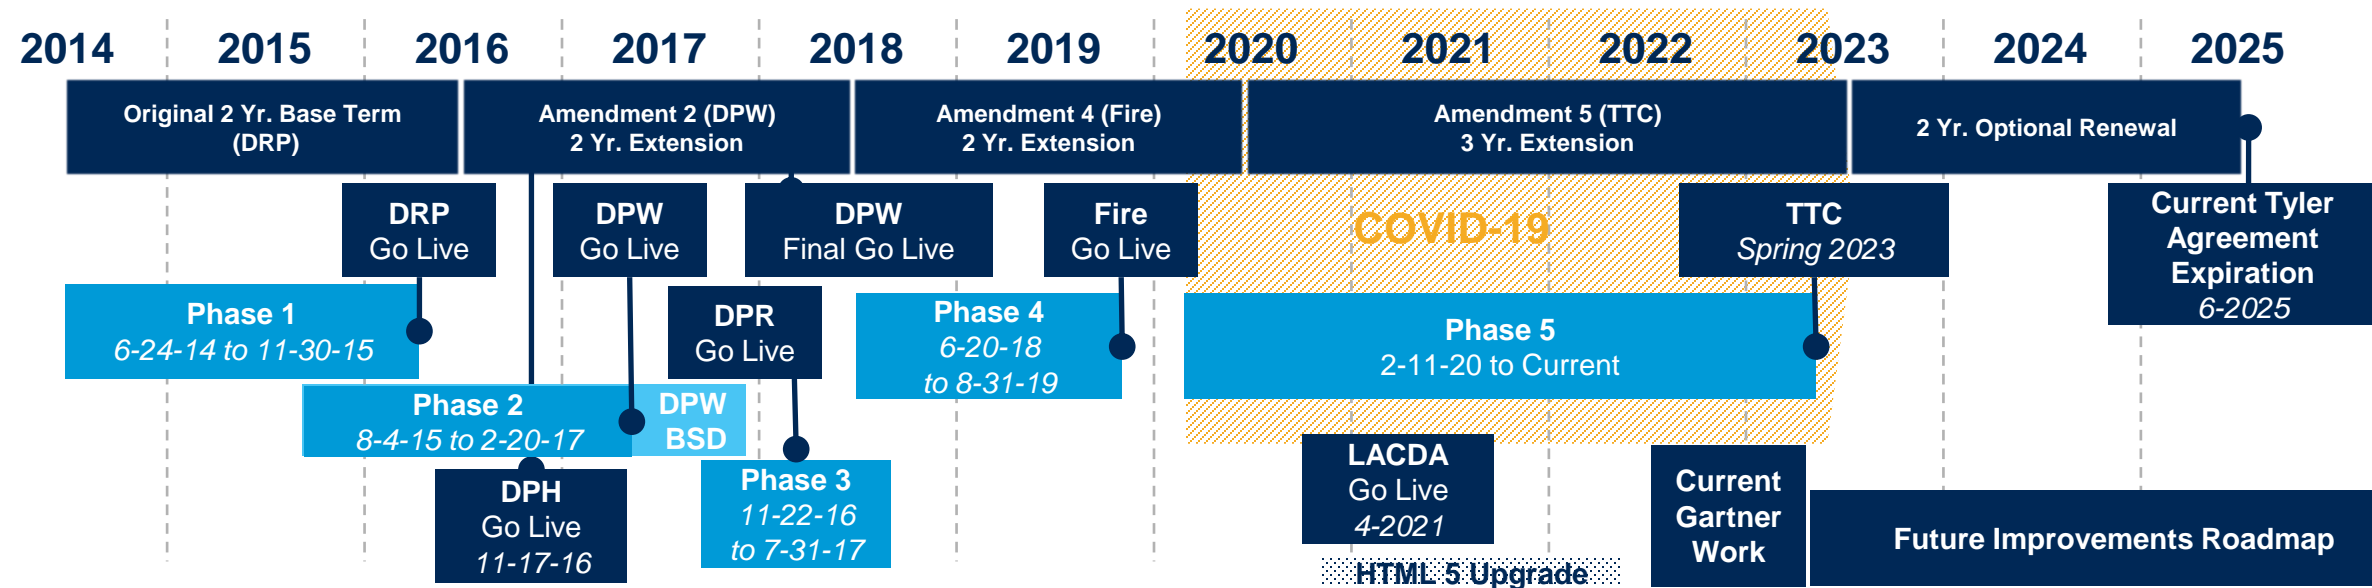 2014 2015 2016 2017 2018 2019 2020 2021 2022 2023 2024 2025
Original 2 Yr. Base Term
(DRP)
Amendment 2 (DPW)
2 Yr. Extension
Amendment 4 (Fire)
2 Yr. Extension
Amendment 5 (TTC)
3 Yr. Extension
2 Yr. Optional Renewal
DRP
Go Live
DPW
Go Live
DPW
Final Go Live
Fire
Go Live
COVID-19
TTC
Spring 2023
Current Tyler
Agreement
Expiration
6-2025
Phase 1
6-24-14 to 11-30-15
DPR
Go Live
Phase 4
6-20-18
to 8-31-19
Phase 5
2-11-20 to Current
Phase 2
8-4-15 to 2-20-17
DPW
BSD
DPH
Go Live
11-17-16
Phase 3
11-22-16
to 7-31-17
LACDA
Go Live
4-2021
HTML 5 Upgrade
Current
Gartner
Work
Future Improvements Roadmap